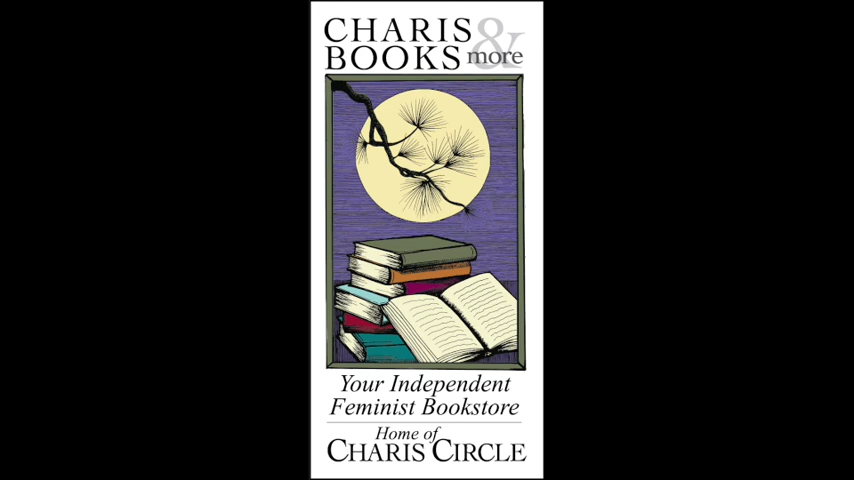 CHARIS &
BOOKS more
Your Independent
Feminist Bookstore
Home of
CHARIS CIRCLE